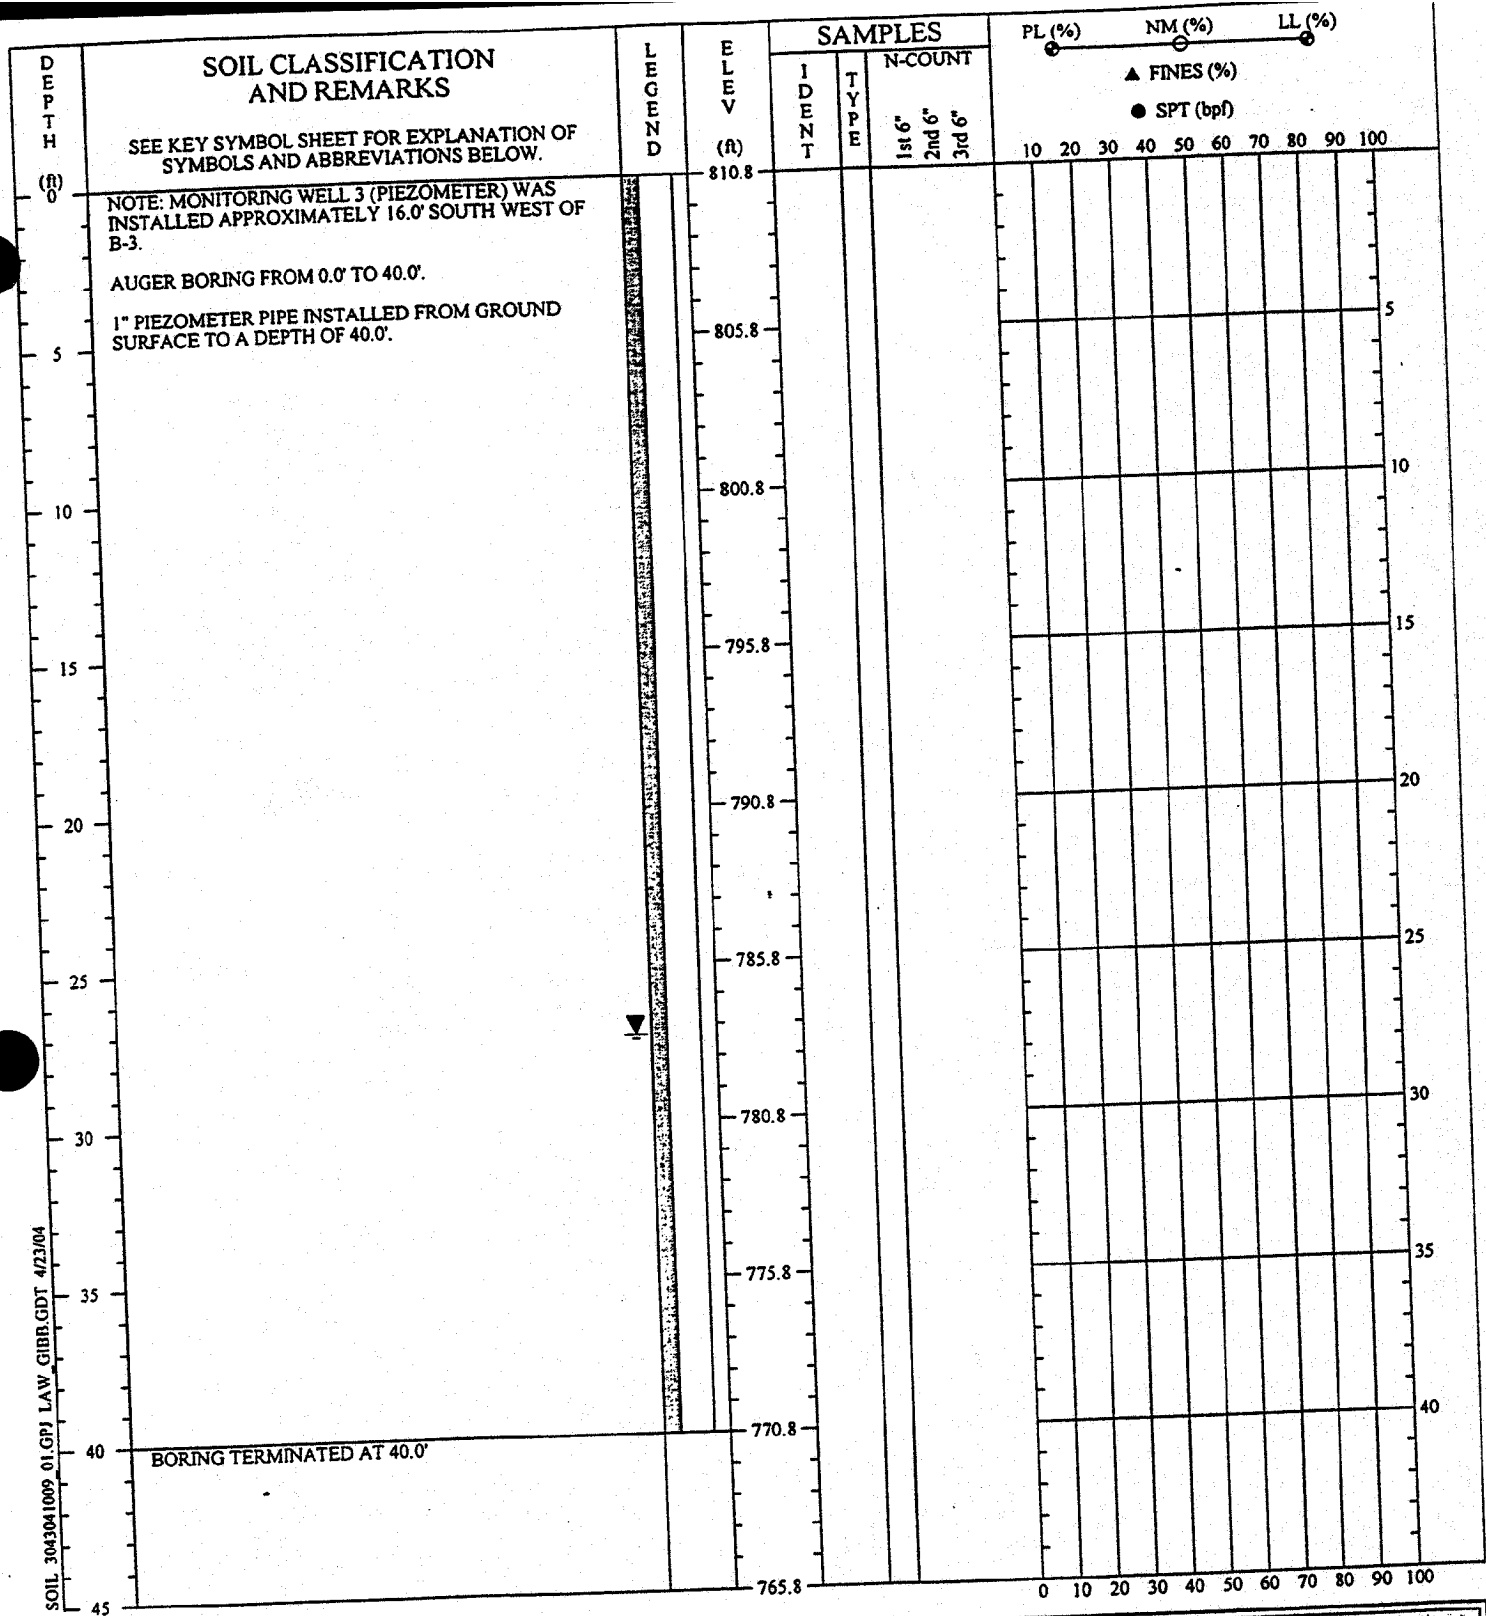 DEPTH
(ft)
SOIL CLASSIFICATION
AND REMARKS
SEE KEY SYMBOL SHEET FOR EXPLANATION OF
SYMBOLS AND ABBREVIATIONS BELOW.
LEGEND
ELEV
(ft)
SAMPLES
IDENT
TYPE
N-COUNT
1st 6"
2nd 6"
3rd 6"
PL (%) NM (%) LL (%)
▲ FINES (%)
● SPT (bpf)
10 20 30 40 50 60 70 80 90 100
0
NOTE: MONITORING WELL 3 (PIEZOMETER) WAS
INSTALLED APPROXIMATELY 16.0' SOUTH WEST OF
B-3.
AUGER BORING FROM 0.0' TO 40.0'.
1" PIEZOMETER PIPE INSTALLED FROM GROUND
SURFACE TO A DEPTH OF 40.0'.
810.8
5 805.8 5
10 800.8 10
15 795.8 15
20 790.8 20
25 785.8 25
30 780.8 30
35 775.8 35
40 BORING TERMINATED AT 40.0' 770.8 40
45 765.8
0 10 20 30 40 50 60 70 80 90 100
SOIL 3043041009_01.GPJ LAW_GIBB.GDT 4/23/04